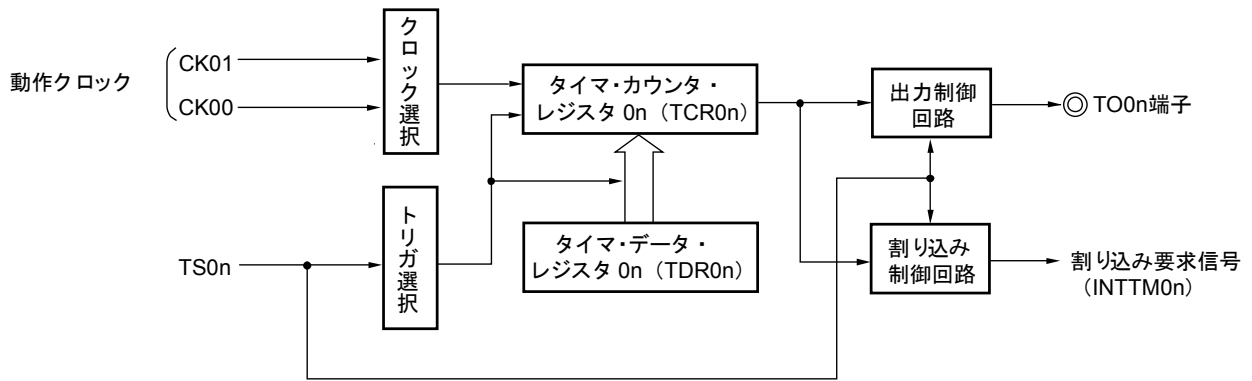 動作クロック
CK01
CK00
クロック選択
タイマ・カウンタ・
レジスタ 0n（TCR0n）
出力制御
回路
TO0n端子
TS0n
トリガ選択
タイマ・データ・
レジスタ 0n（TDR0n）
割り込み
制御回路
割り込み要求信号
（INTTM0n）